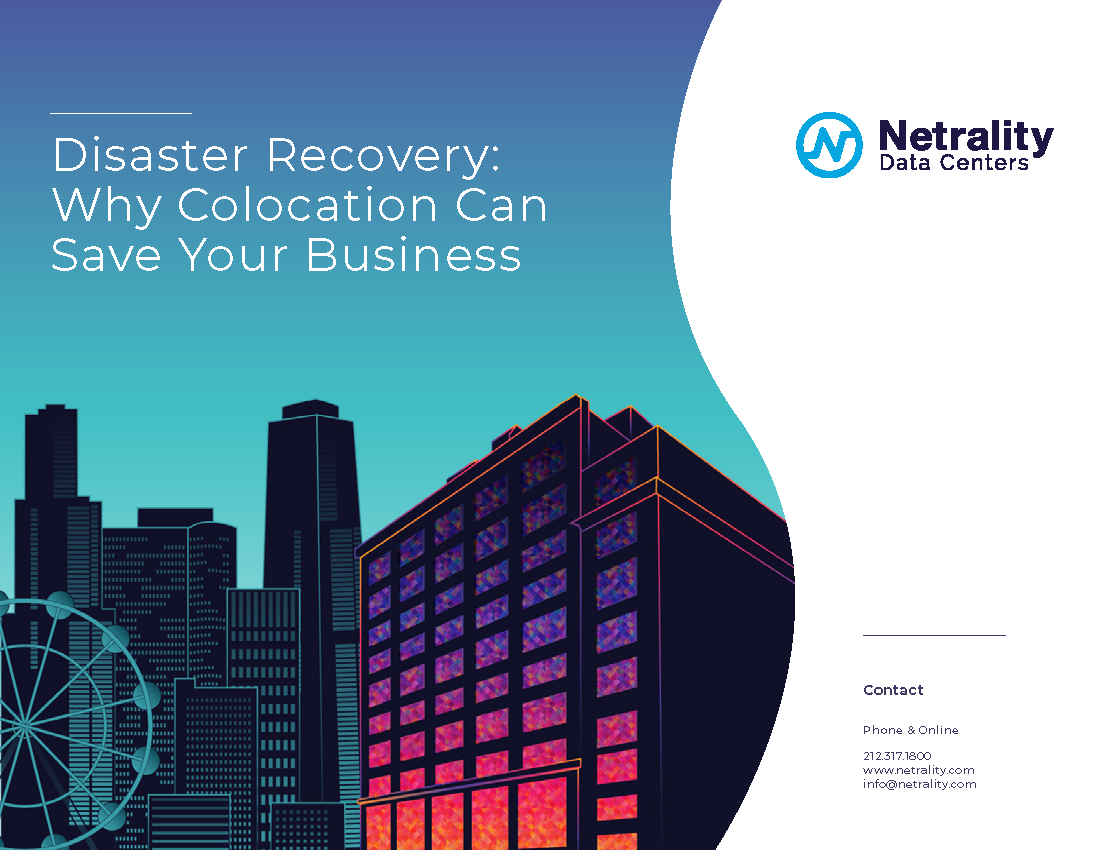 Disaster Recovery:
Why Colocation Can
Save Your Business
Netrality
Data Centers
Contact
Phone & Online
212.317.1800
www.netrality.com
info@netrality.com